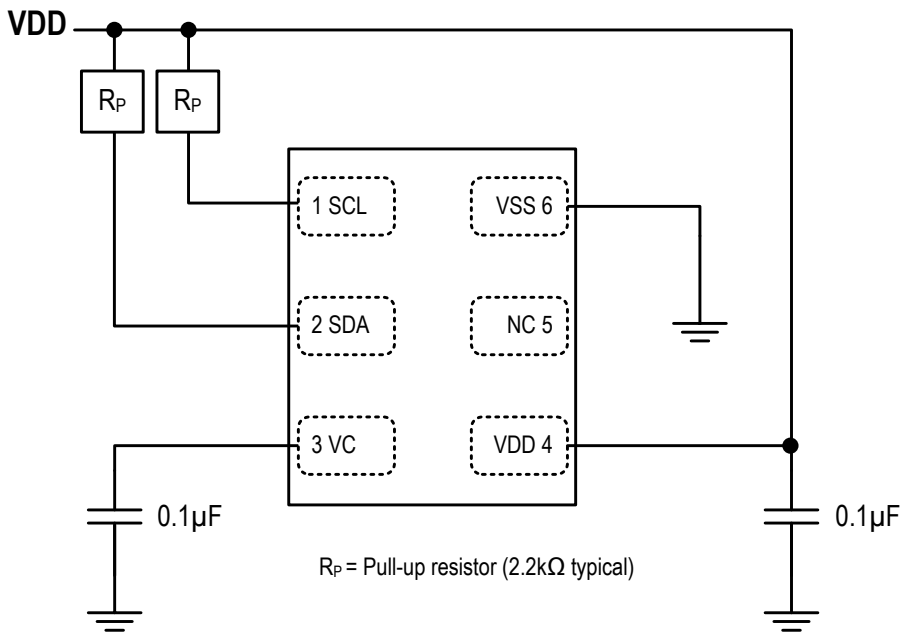 VDD
RP RP
1 SCL VSS 6
2 SDA NC 5
3 VC VDD 4
0.1µF 0.1µF
RP = Pull-up resistor (2.2kΩ typical)